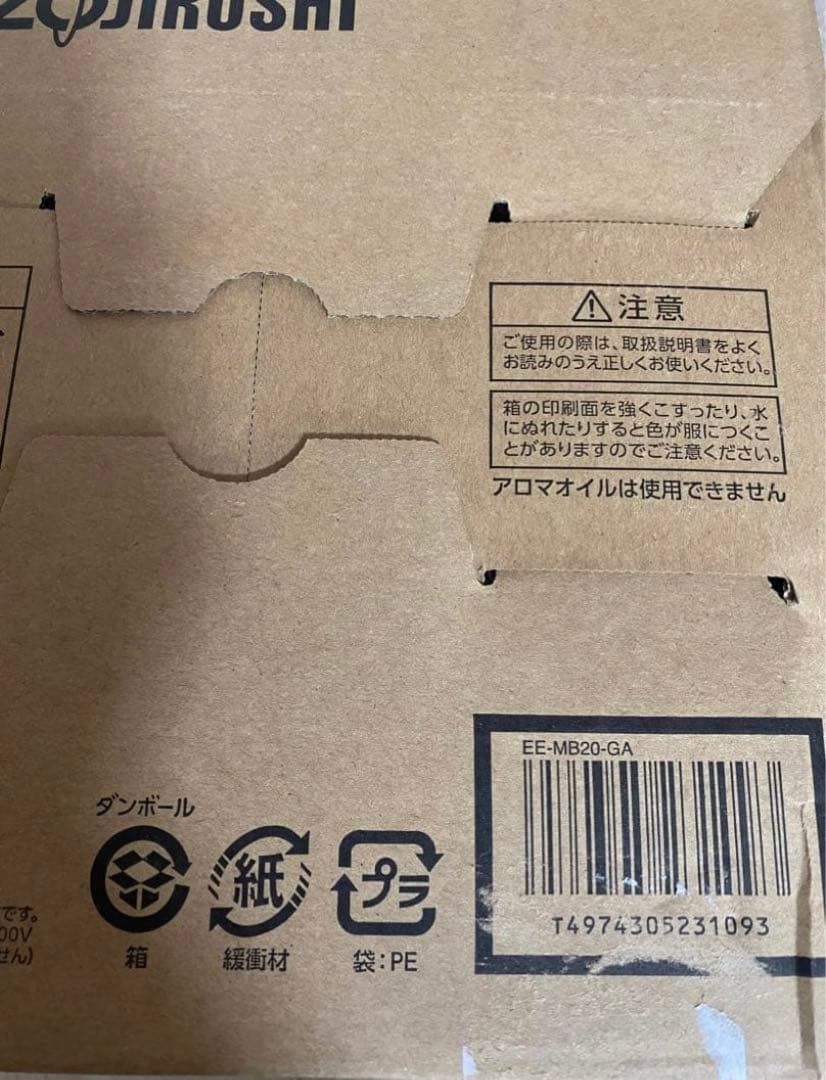 ZOJIRUSHI
注意
ご使用の際は、取扱説明書をよく
お読みのうえ正しくお使いください。
箱の印刷面を強くこすったり、水
にぬれたりすると色が服につくこ
とがありますのでご注意ください。
アロマオイルは使用できません
EE-MB20-GA
T4974305231093
ダンボール
紙
プラ
箱
緩衝材
袋:PE
です。
00V
せん)